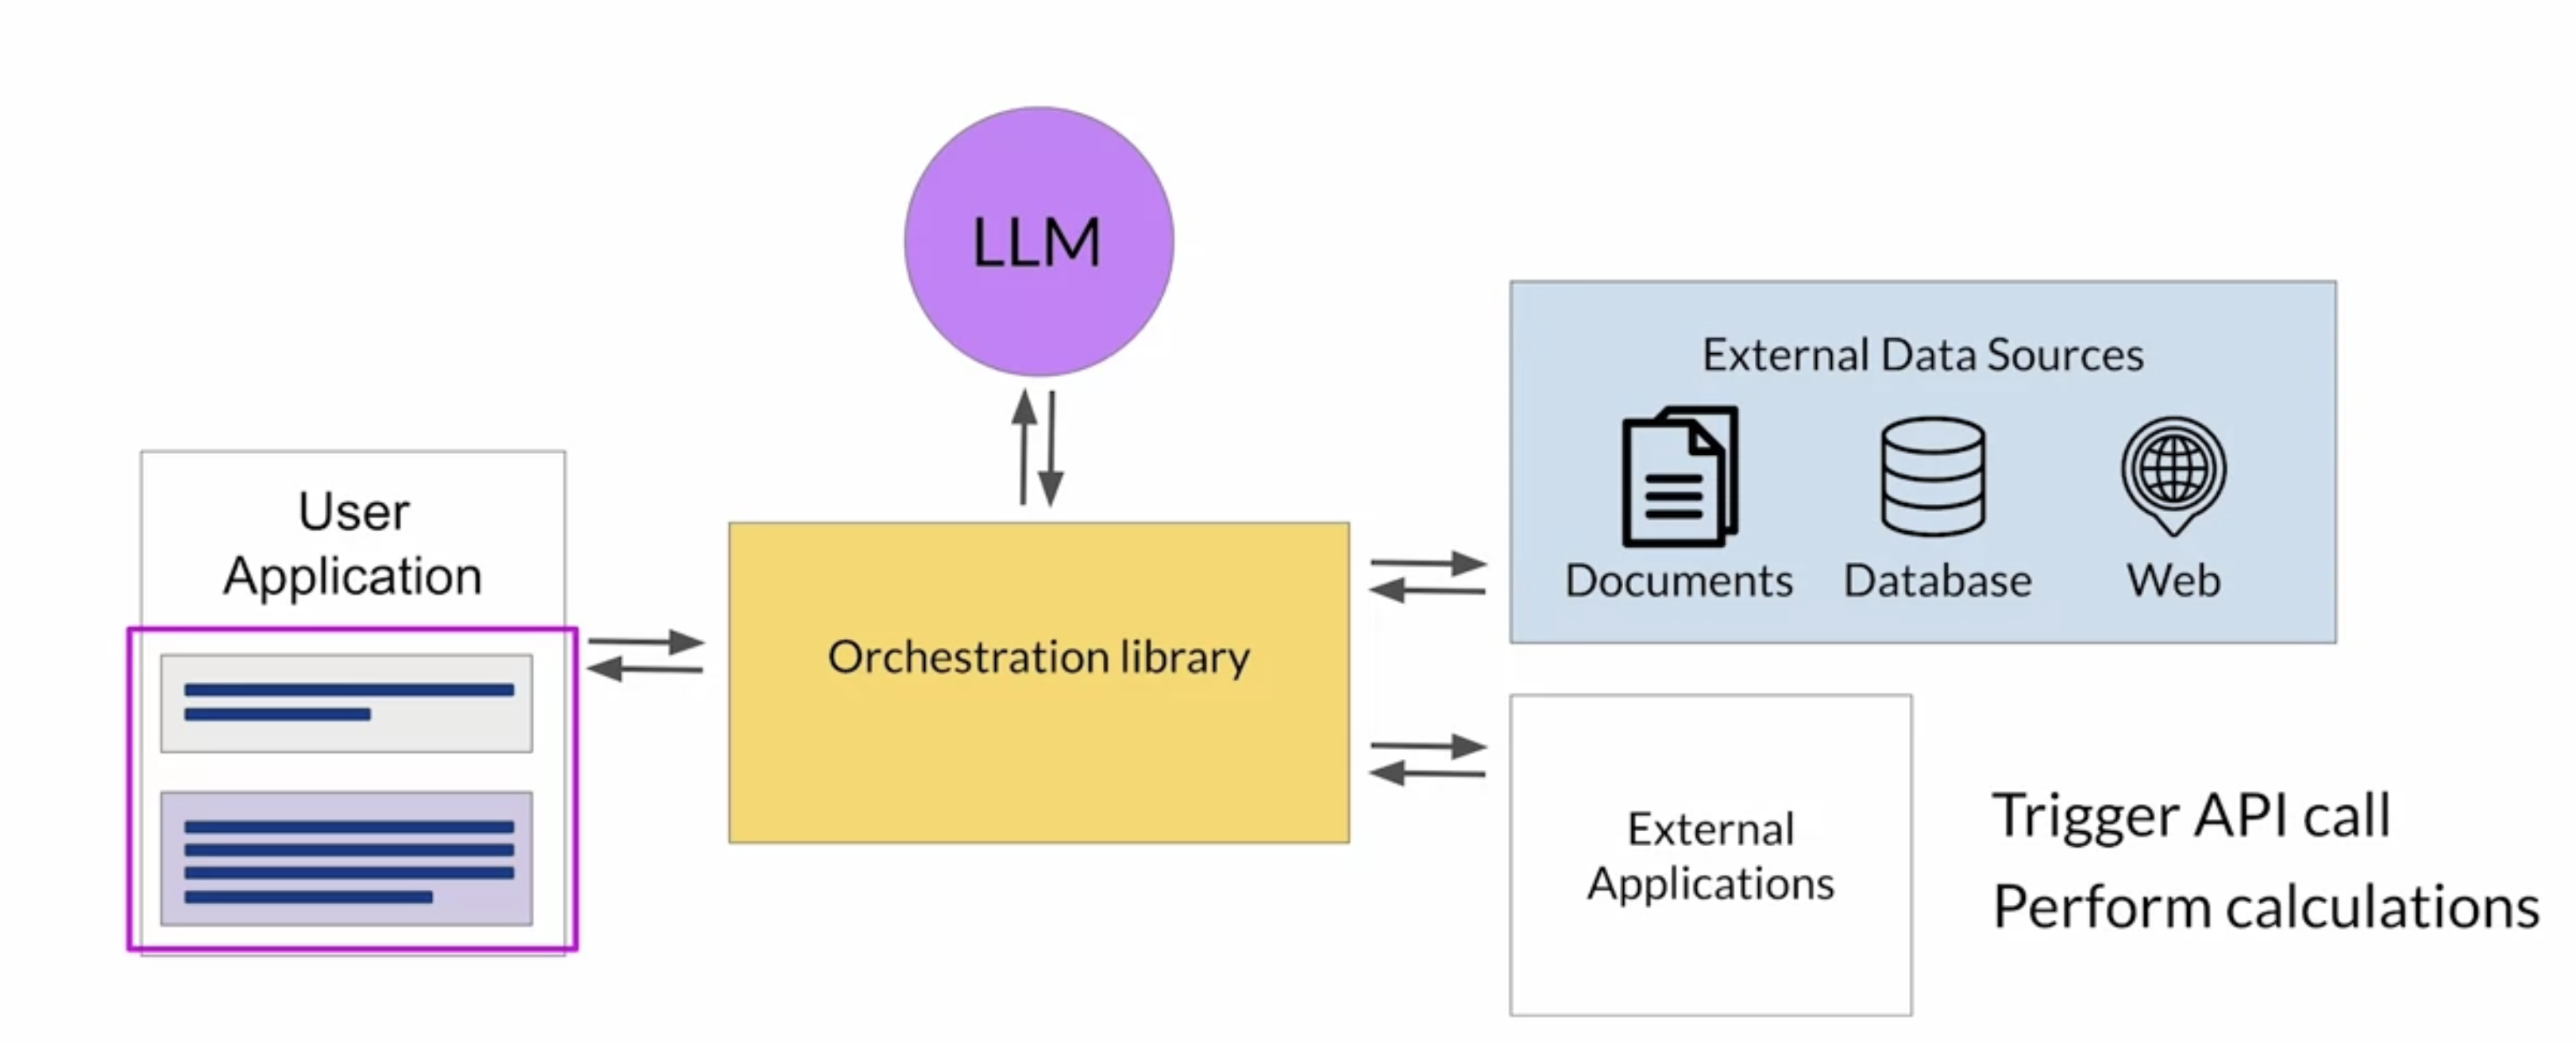 LLM
External Data Sources
Documents Database Web
User
Application
Orchestration library
External
Applications
Trigger API call
Perform calculations